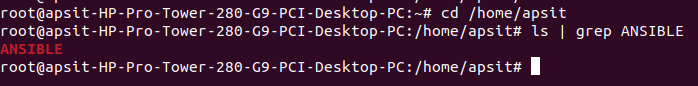 root@apsit-HP-Pro-Tower-280-G9-PCI-Desktop-PC:~# cd /home/apsit
root@apsit-HP-Pro-Tower-280-G9-PCI-Desktop-PC:/home/apsit# ls | grep ANSIBLE
ANSIBLE
root@apsit-HP-Pro-Tower-280-G9-PCI-Desktop-PC:/home/apsit#